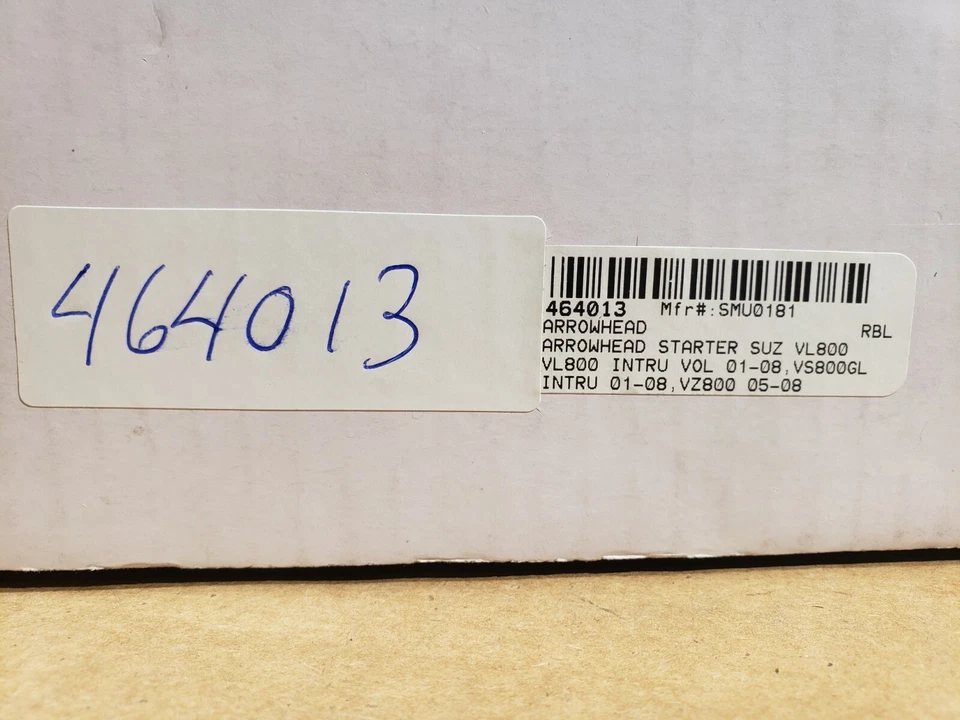 464013
464013 Mfr#:SMU0181
ARROWHEAD RBL
ARROWHEAD STARTER SUZ VL800
VL800 INTRU VOL 01-08,VS800GL
INTRU 01-08,VZ800 05-08